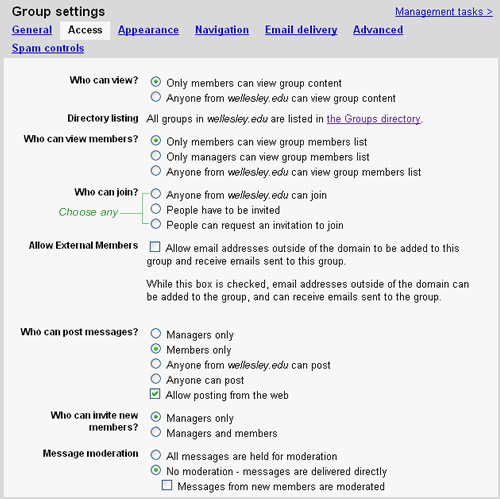 Group settings
Management tasks >
General Access Appearance Navigation Email delivery Advanced
Spam controls
Who can view? Only members can view group content
Anyone from wellesley.edu can view group content
Directory listing All groups in wellesley.edu are listed in the Groups directory.
Who can view members? Only members can view group members list
Only managers can view group members list
Anyone from wellesley.edu can view group members list
Who can join? Anyone from wellesley.edu can join
Choose any People have to be invited
People can request an invitation to join
Allow External Members Allow email addresses outside of the domain to be added to this
group and receive emails sent to this group.
While this box is checked, email addresses outside of the domain can
be added to the group, and can receive emails sent to the group.
Who can post messages? Managers only
Members only
Anyone from wellesley.edu can post
Anyone can post
Allow posting from the web
Who can invite new Managers only
members? Managers and members
Message moderation All messages are held for moderation
No moderation - messages are delivered directly
Messages from new members are moderated